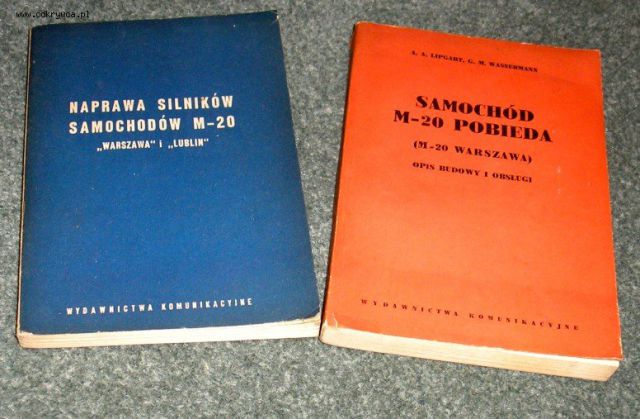 www.odkrywca.pl
NAPRAWA SILNIKÓW
SAMOCHODÓW M-20
„WARSZAWA" i „LUBLIN"
WYDAWNICTWA KOMUNIKACYJNE
A. A. LIPGART, G. M. WASSERMANN
SAMOCHÓD
M-20 POBIEDA
(M-20 WARSZAWA)
OPIS BUDOWY I OBSŁUGI
WYDAWNICTWA KOMUNIKACYJNE